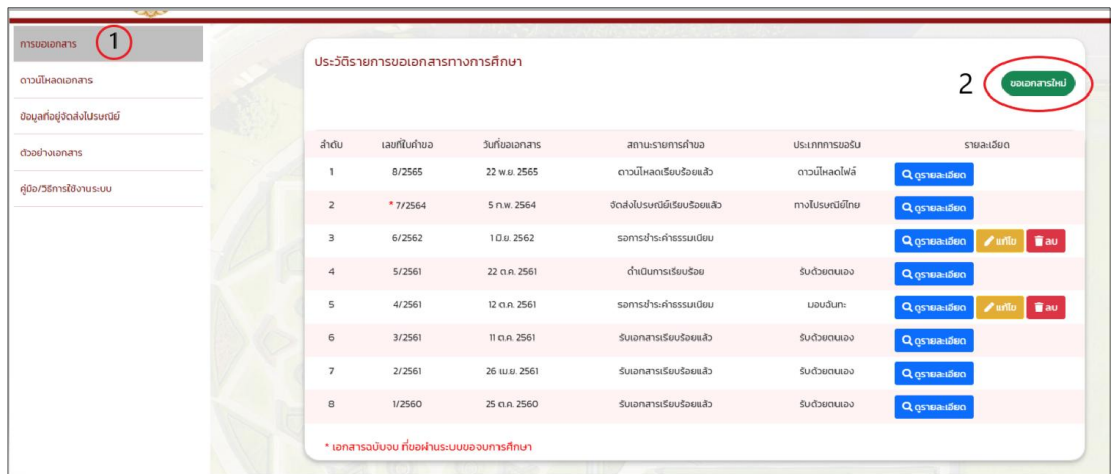 การขอเอกสาร 1
ดาวน์โหลดเอกสาร
ข้อมูลที่อยู่จัดส่งไปรษณีย์
ตัวอย่างเอกสาร
คู่มือ/วิธีการใช้งานระบบ
ประวัติรายการขอเอกสารทางการศึกษา
2 ขอเอกสารใหม่
ลำดับ เลขที่ใบคำขอ วันที่ขอเอกสาร สถานะรายการคำขอ ประเภทการขอรับ รายละเอียด
1 8/2565 22 พ.ย. 2565 ดาวน์โหลดเรียบร้อยแล้ว ดาวน์โหลดไฟล์ ดูรายละเอียด
2 * 7/2564 5 ก.พ. 2564 จัดส่งไปรษณีย์เรียบร้อยแล้ว ทางไปรษณีย์ไทย ดูรายละเอียด
3 6/2562 1 มิ.ย. 2562 รอการชำระค่าธรรมเนียม ดูรายละเอียด แก้ไข ลบ
4 5/2561 22 ต.ค. 2561 ดำเนินการเรียบร้อย รับด้วยตนเอง ดูรายละเอียด
5 4/2561 12 ต.ค. 2561 รอการชำระค่าธรรมเนียม มอบฉันทะ ดูรายละเอียด แก้ไข ลบ
6 3/2561 11 ต.ค. 2561 รับเอกสารเรียบร้อยแล้ว รับด้วยตนเอง ดูรายละเอียด
7 2/2561 26 เม.ย. 2561 รับเอกสารเรียบร้อยแล้ว รับด้วยตนเอง ดูรายละเอียด
8 1/2560 25 ต.ค. 2560 รับเอกสารเรียบร้อยแล้ว รับด้วยตนเอง ดูรายละเอียด
* เอกสารฉบับจบ ที่ขอผ่านระบบขอจบการศึกษา